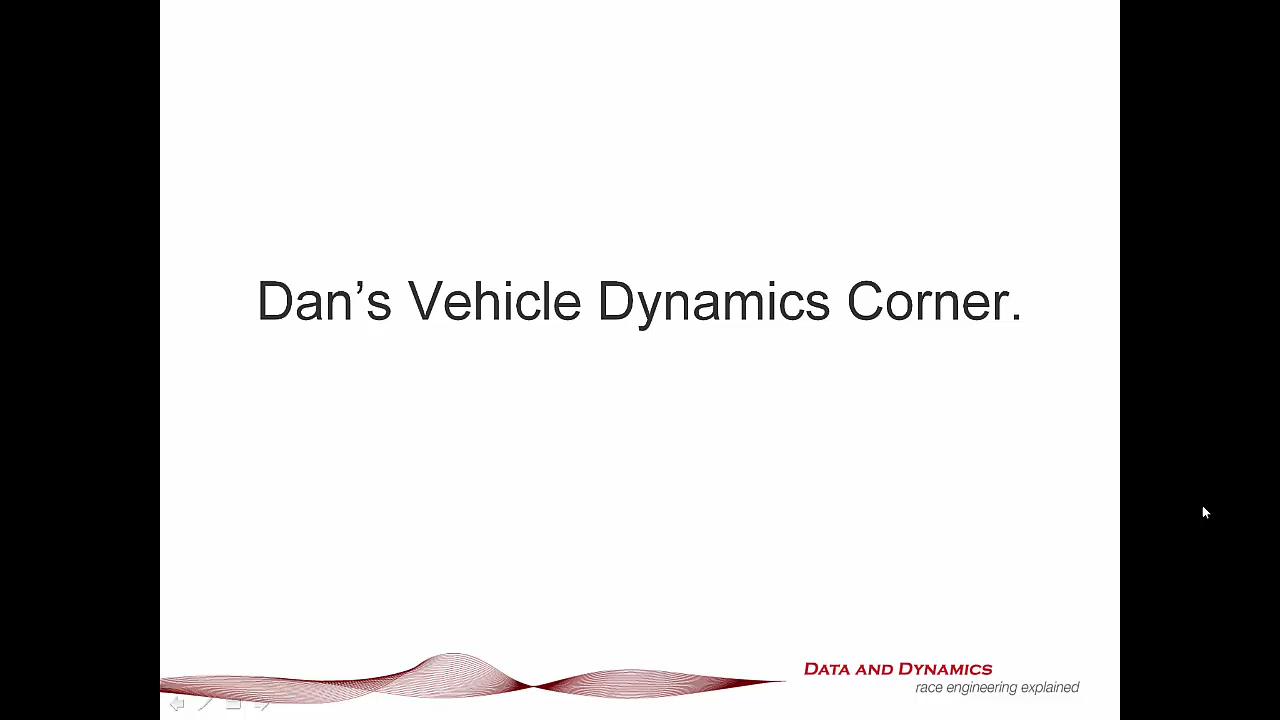 Dan’s Vehicle Dynamics Corner.
DATA AND DYNAMICS
race engineering explained